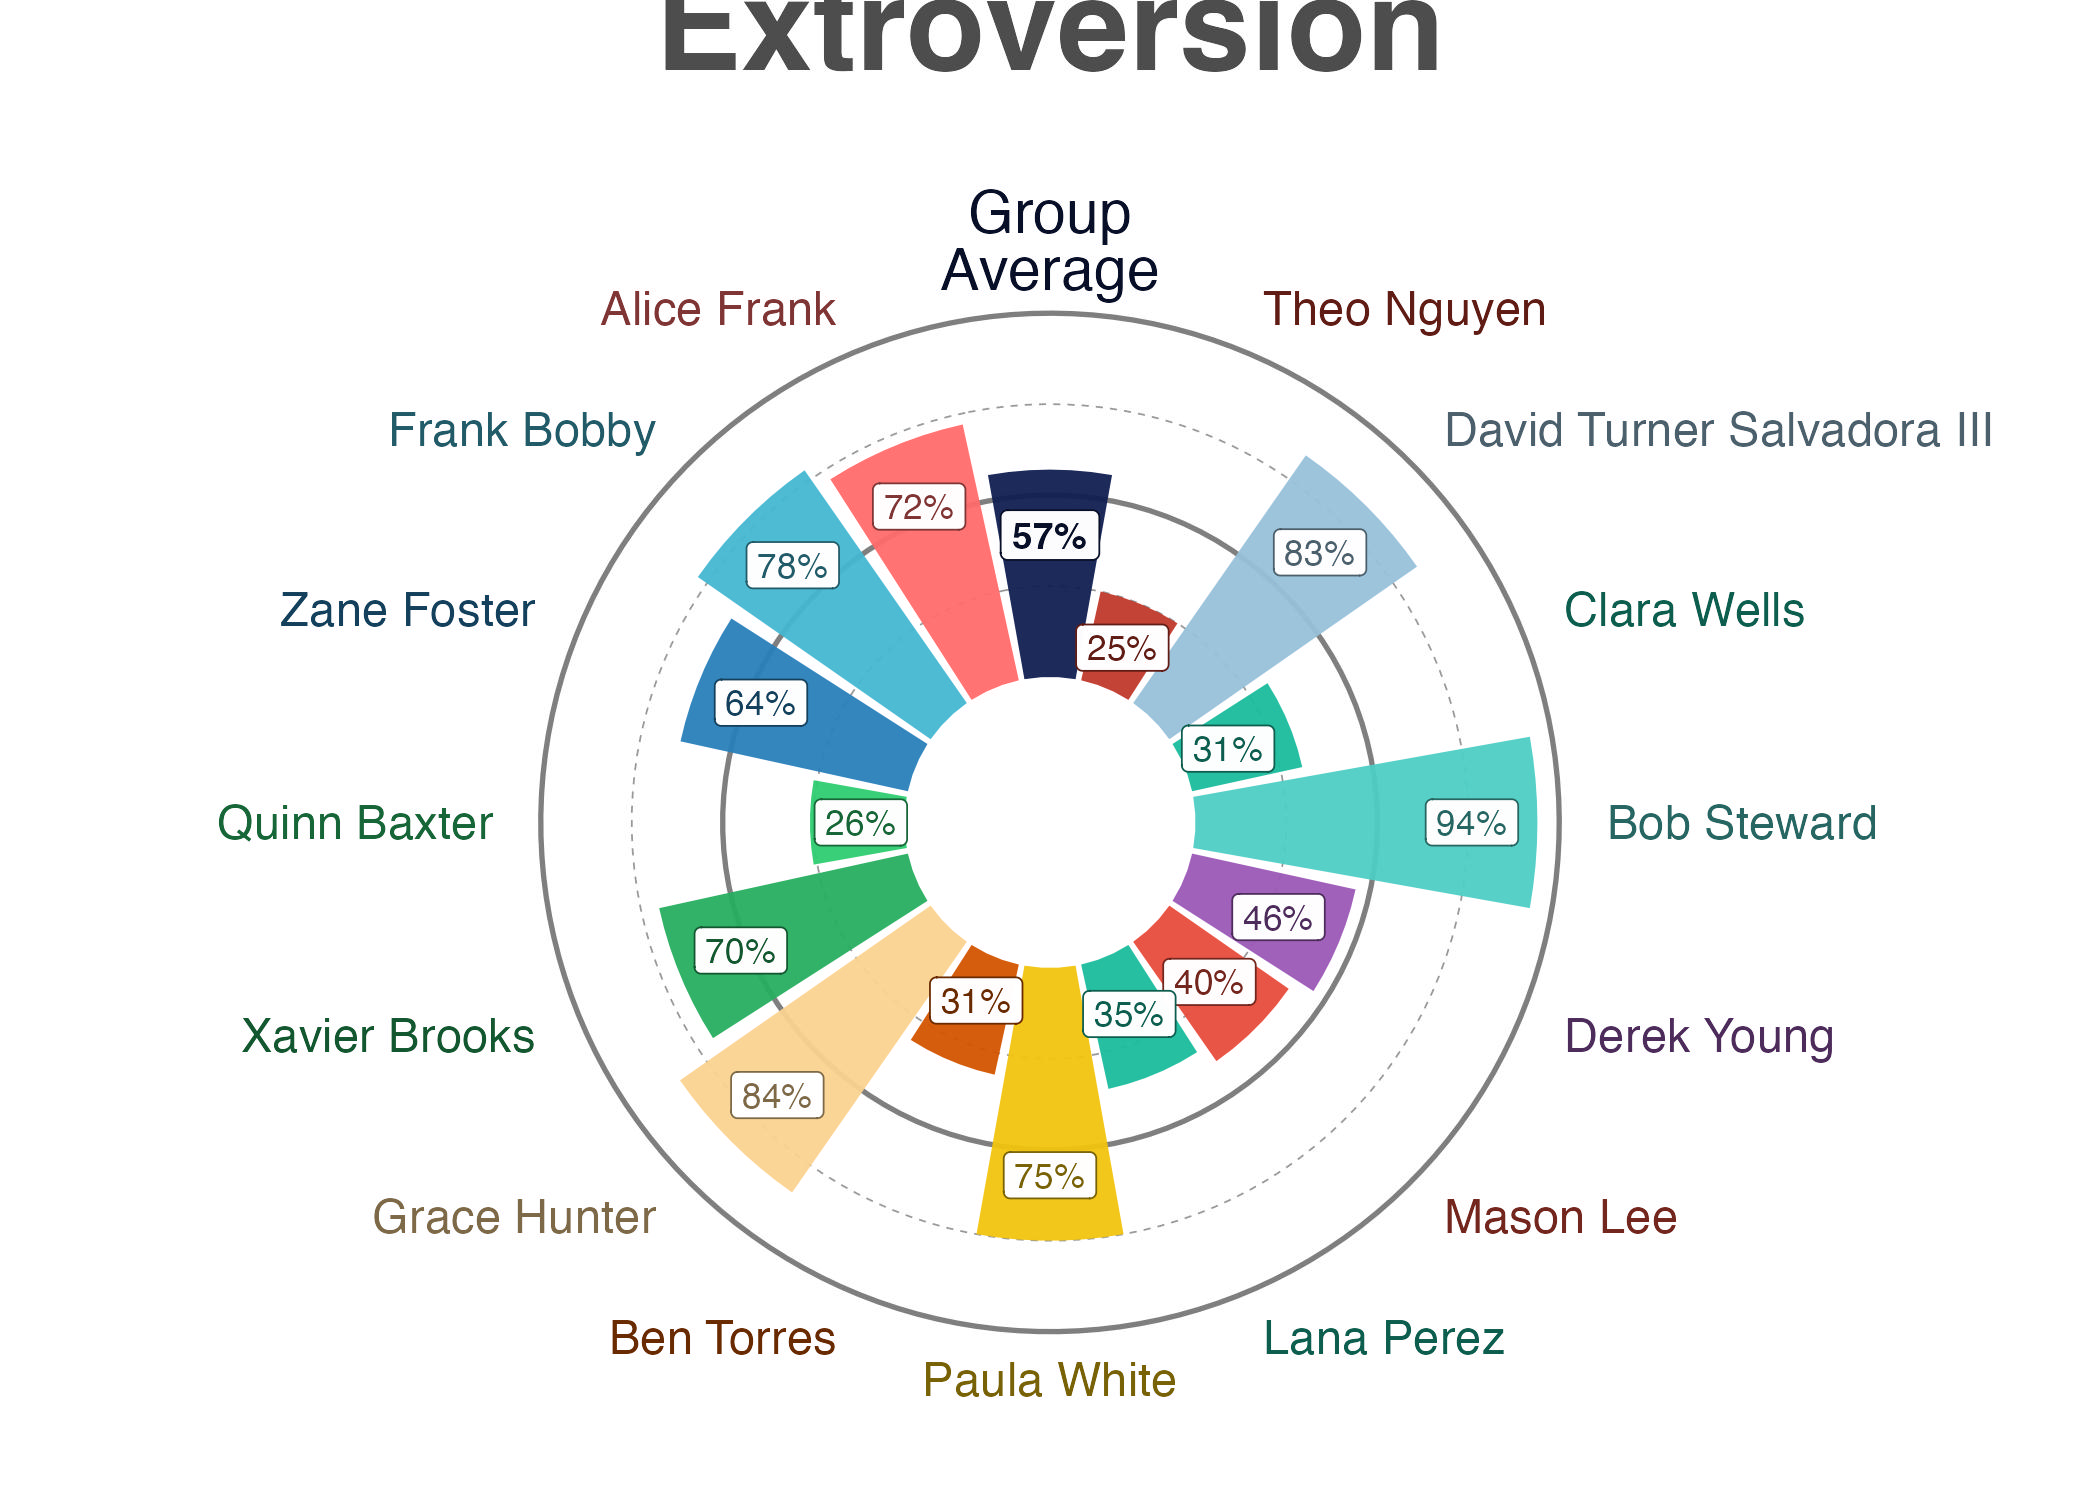 Extroversion
Group
Average
Alice Frank
Theo Nguyen
Frank Bobby
David Turner Salvadora III
72%
57%
83%
78%
Zane Foster
Clara Wells
25%
64%
31%
Quinn Baxter
26%
94%
Bob Steward
46%
70%
40%
31%
35%
Xavier Brooks
Derek Young
84%
75%
Grace Hunter
Mason Lee
Ben Torres
Lana Perez
Paula White